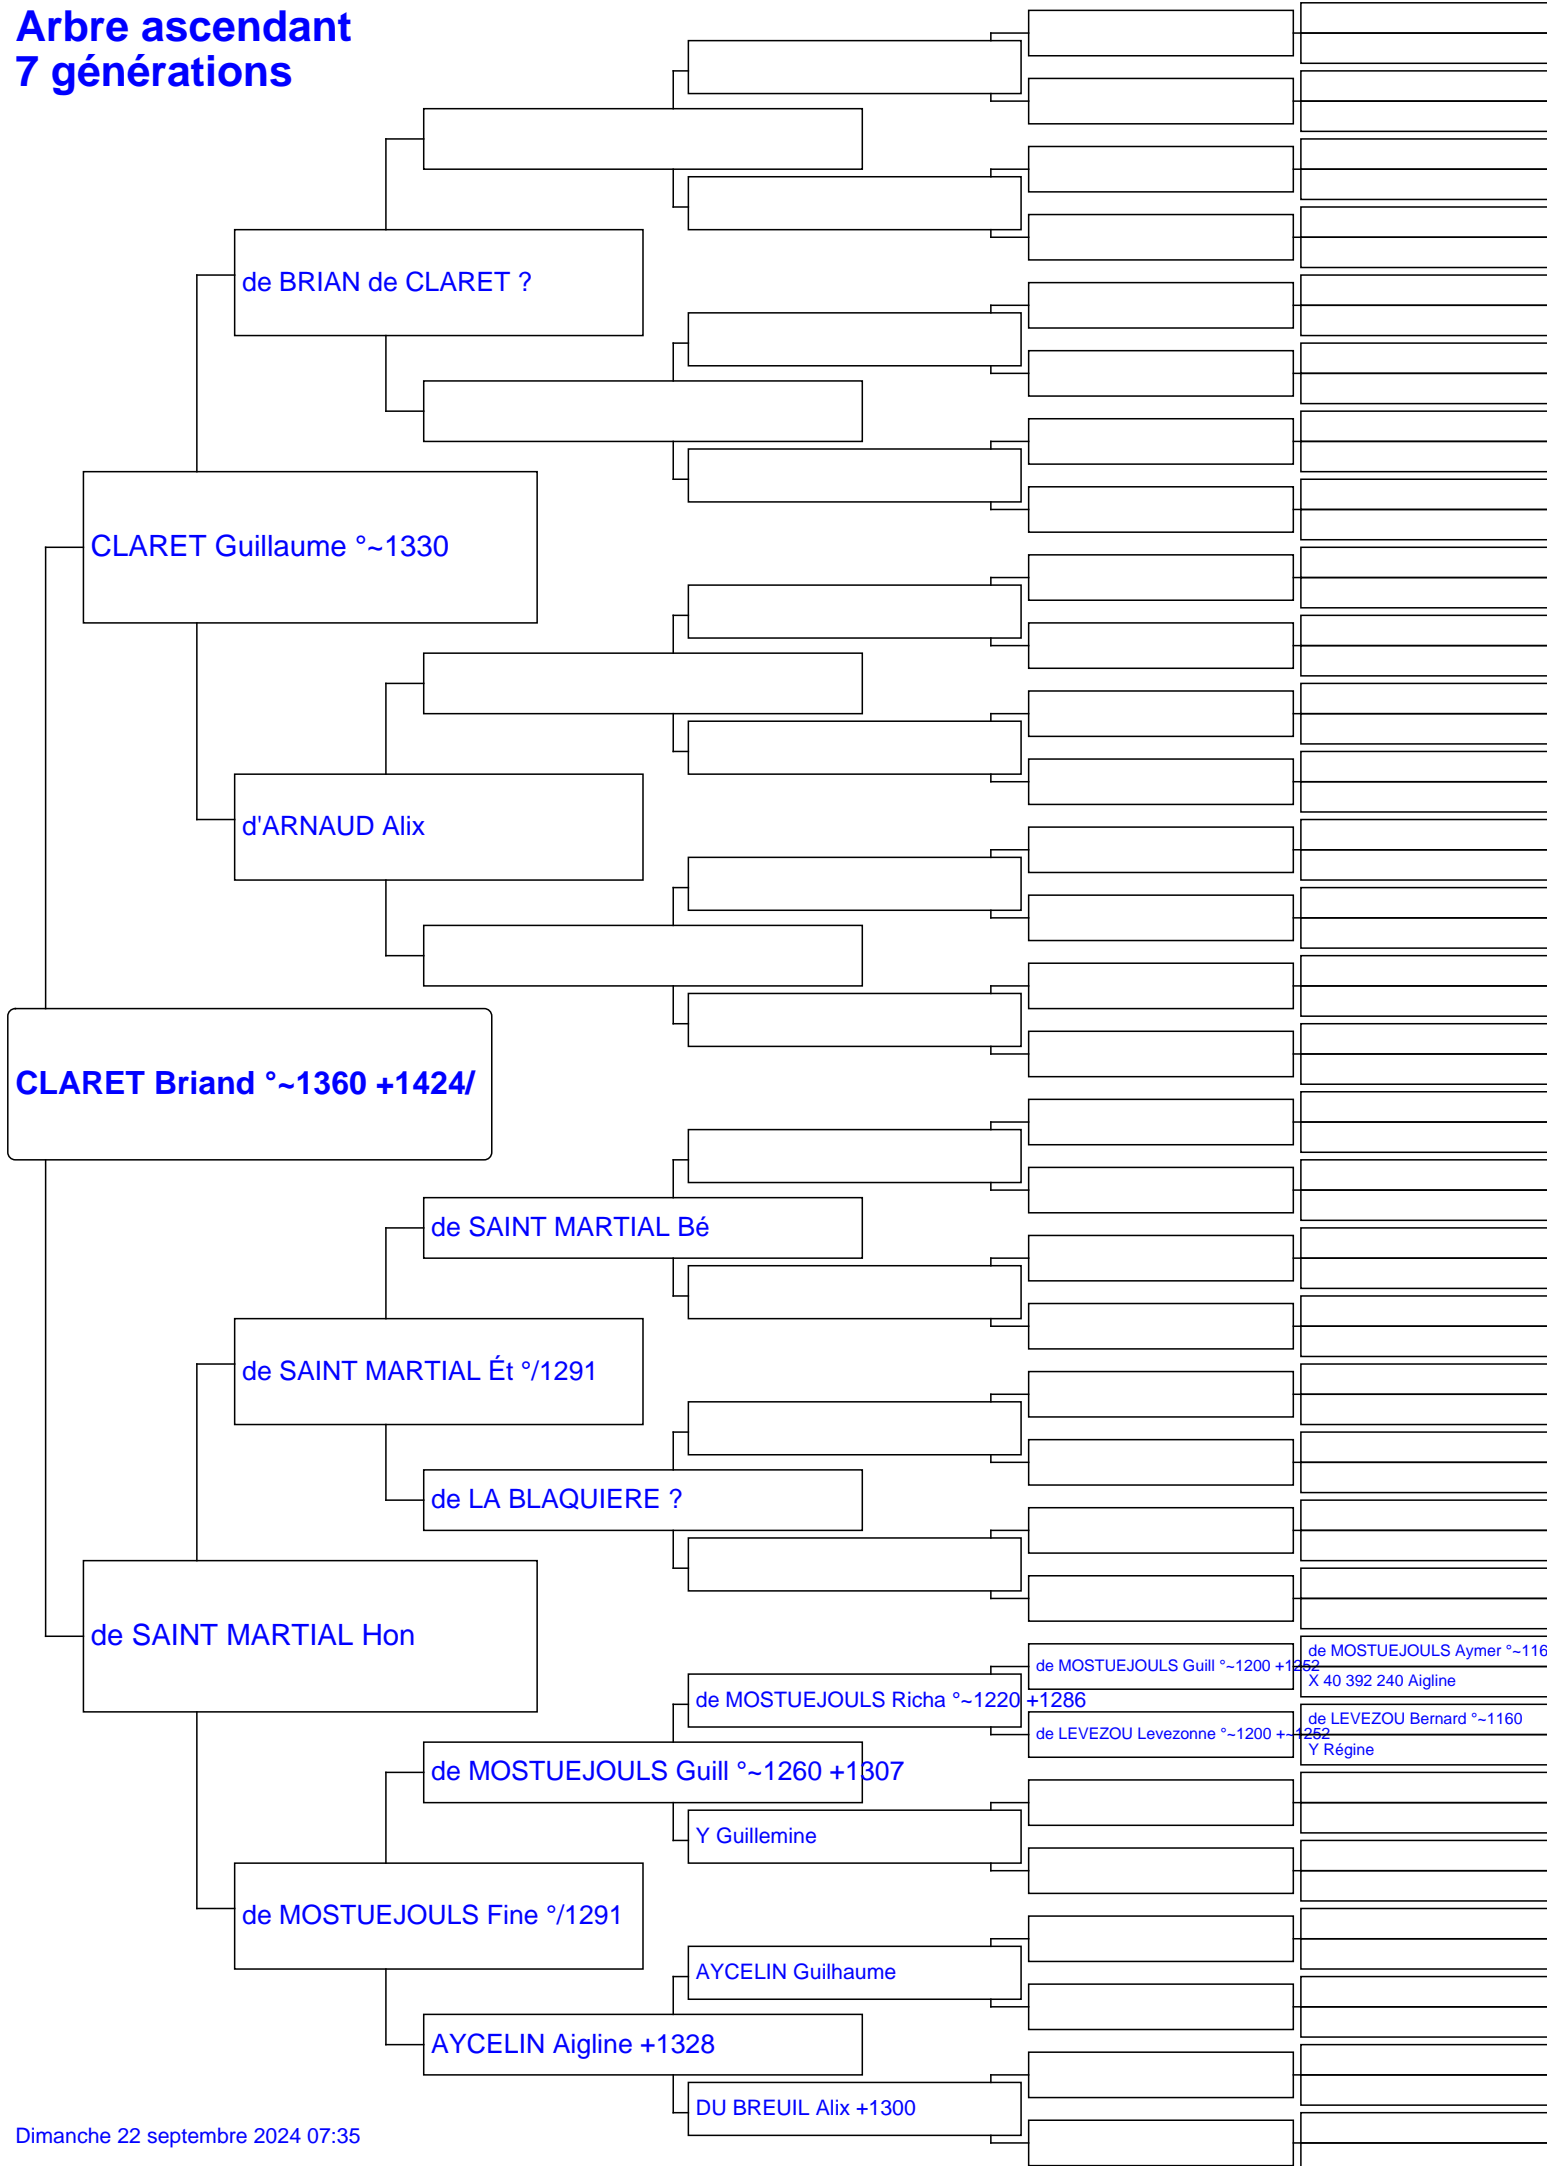 Arbre ascendant
7 générations
de BRIAN de CLARET ?
CLARET Guillaume °~1330
d'ARNAUD Alix
CLARET Briand °~1360 +1424/
de SAINT MARTIAL Bé
de SAINT MARTIAL Ét °/1291
de LA BLAQUIERE ?
de SAINT MARTIAL Hon
de MOSTUEJOULS Aymer °~116
de MOSTUEJOULS Guill °~1200 +1252
X 40 392 240 Aigline
de MOSTUEJOULS Richa °~1220 +1286
de LEVEZOU Bernard °~1160
de LEVEZOU Levezonne °~1200 +~1252
Y Régine
de MOSTUEJOULS Guill °~1260 +1307
Y Guillemine
de MOSTUEJOULS Fine °/1291
AYCELIN Guilhaume
AYCELIN Aigline +1328
DU BREUIL Alix +1300
Dimanche 22 septembre 2024 07:35